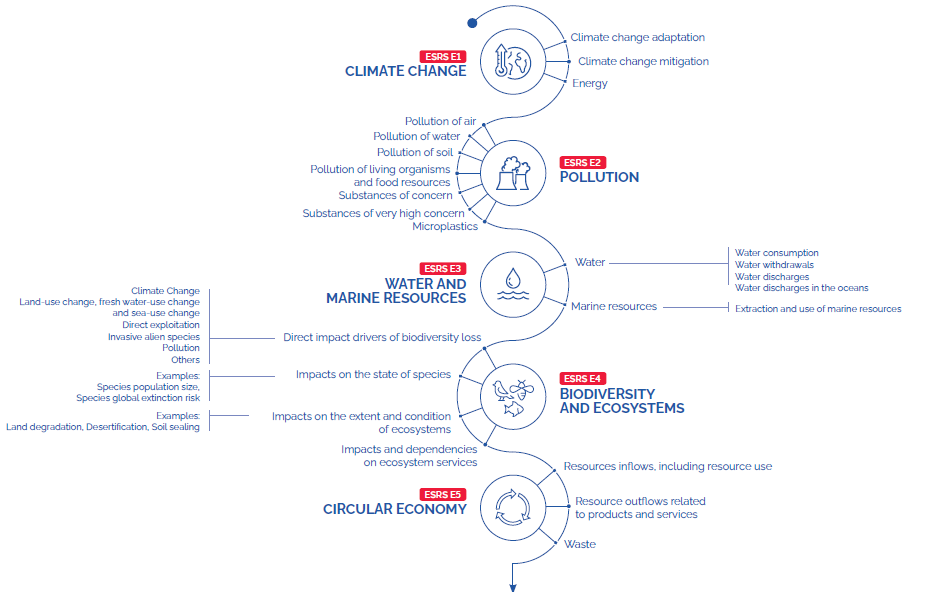 ESRS E1
CLIMATE CHANGE
Climate change adaptation
Climate change mitigation
Energy
Pollution of air
Pollution of water
Pollution of soil
Pollution of living organisms
and food resources
Substances of concern
Substances of very high concern
Microplastics
ESRS E2
POLLUTION
ESRS E3
WATER AND
MARINE RESOURCES
Water
Water consumption
Water withdrawals
Water discharges
Water discharges in the oceans
Marine resources
Extraction and use of marine resources
Climate Change
Land-use change, fresh water-use change
and sea-use change
Direct exploitation
Invasive alien species
Pollution
Others
Direct impact drivers of biodiversity loss
Examples:
Species population size,
Species global extinction risk
Impacts on the state of species
Examples:
Land degradation, Desertification, Soil sealing
Impacts on the extent and condition
of ecosystems
Impacts and dependencies
on ecosystem services
ESRS E4
BIODIVERSITY
AND ECOSYSTEMS
ESRS E5
CIRCULAR ECONOMY
Resources inflows, including resource use
Resource outflows related
to products and services
Waste